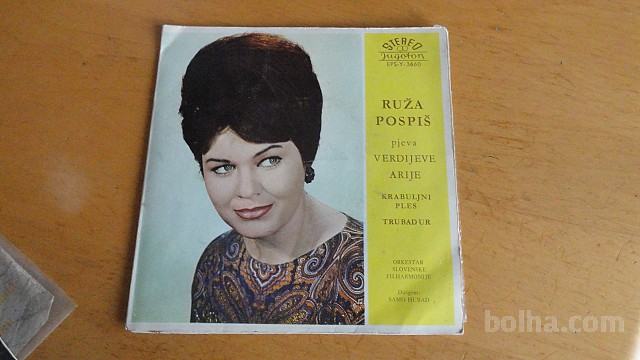 STEREO
Jugoton
EPS-Y-3660
RUŽA
POSPIŠ
pjeva
VERDIJEVE
ARIJE
KRABULJNI
PLES
TRUBADUR
ORKESTAR
SLOVENSKE
FILHARMONIJE
Dirigent:
SAMO HUBAD
bolha.com